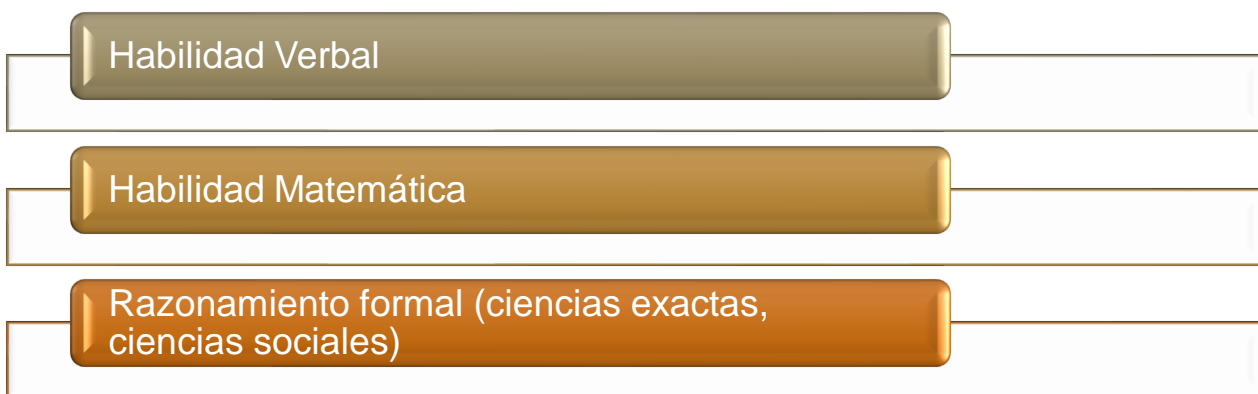 Habilidad Verbal
Habilidad Matemática
Razonamiento formal (ciencias exactas,
ciencias sociales)